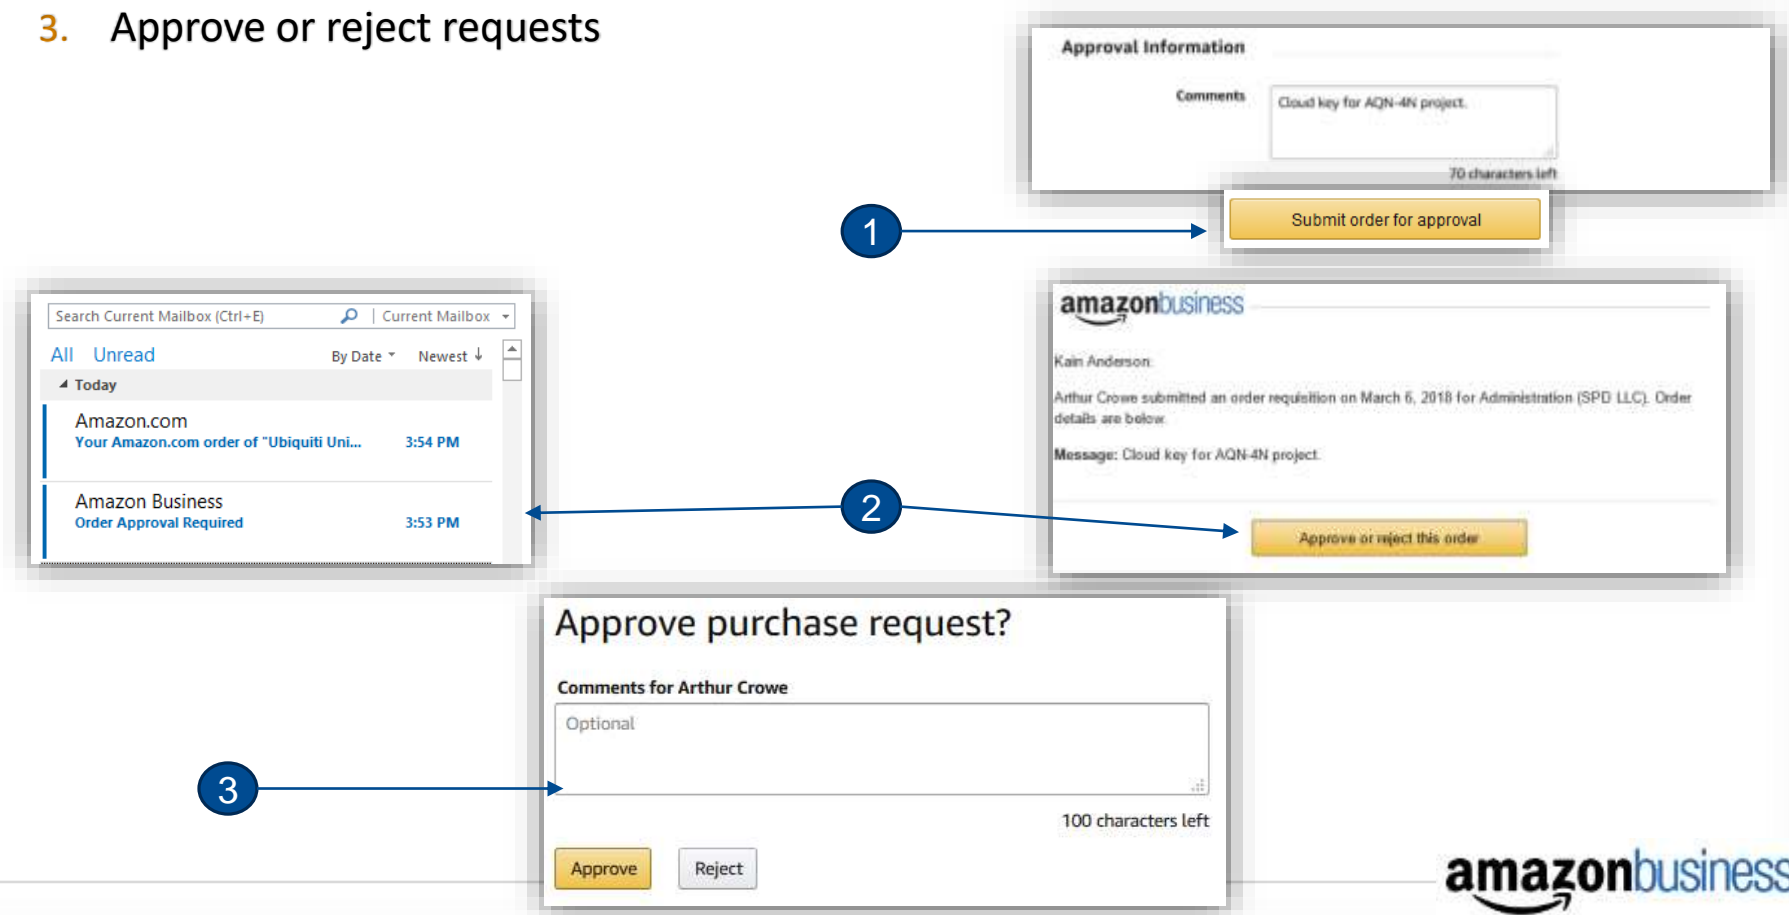 3. Approve or reject requests
Approval Information
Comments
Cloud key for AQN-4N project.
70 characters left
1
Submit order for approval
Search Current Mailbox (Ctrl+E)
Current Mailbox
All Unread By Date Newest
Today
Amazon.com
Your Amazon.com order of "Ubiquiti Uni... 3:54 PM
Amazon Business
Order Approval Required 3:53 PM
2
amazonbusiness
Kain Anderson:
Arthur Crowe submitted an order requisition on March 6, 2018 for Administration (SPD LLC). Order
details are below.
Message: Cloud key for AQN-4N project.
Approve or reject this order
3
Approve purchase request?
Comments for Arthur Crowe
Optional
100 characters left
Approve Reject
amazonbusiness